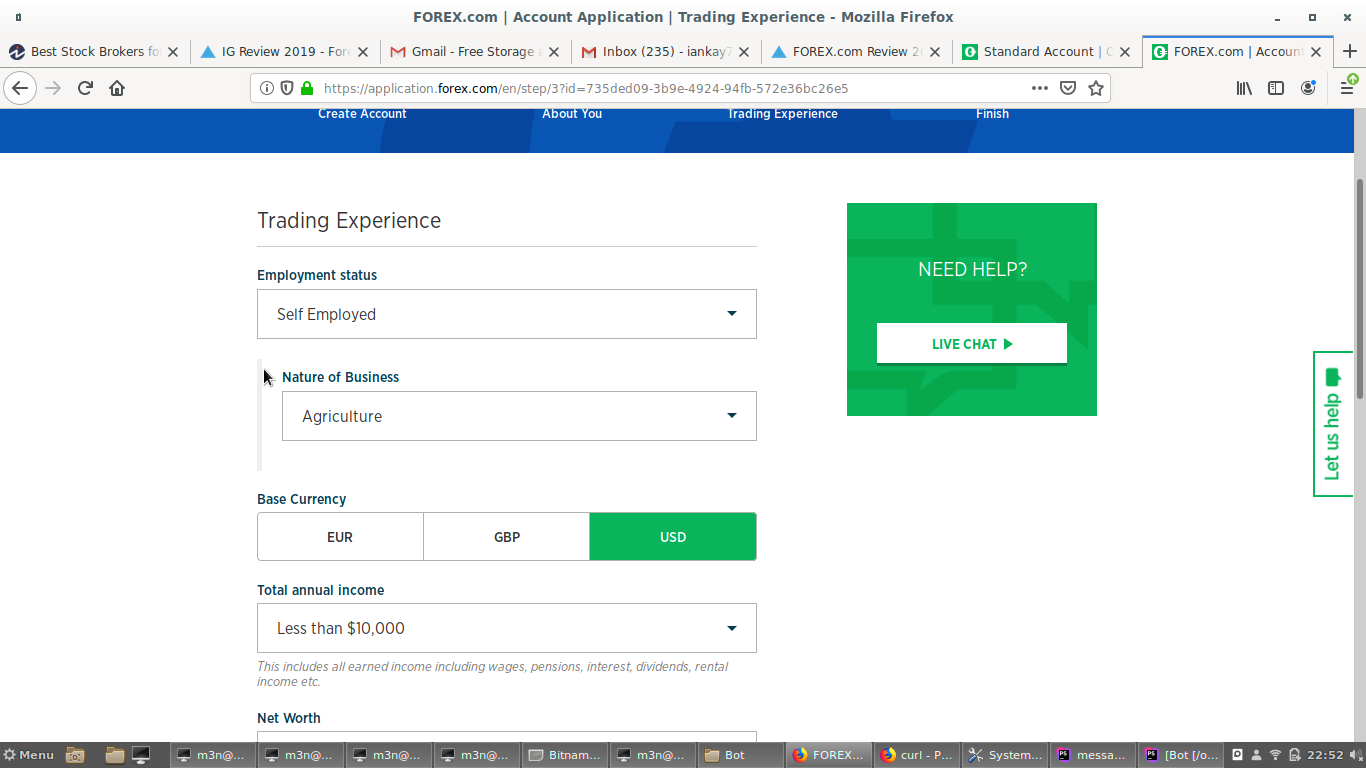 FOREX.com | Account Application | Trading Experience - Mozilla Firefox
Best Stock Brokers fo
IG Review 2019 - Fore
Gmail - Free Storage a
Inbox (235) - iankay7
FOREX.com Review 2
Standard Account |
FOREX.com | Account
https://application.forex.com/en/step/3?id=735ded09-3b9e-4924-94fb-572e36bc26e5
Create Account
About You
Trading Experience
Finish
Trading Experience
NEED HELP?
LIVE CHAT
Employment status
Self Employed
Nature of Business
Agriculture
Let us help
Base Currency
EUR
GBP
USD
Total annual income
Less than $10,000
This includes all earned income including wages, pensions, interest, dividends, rental
income etc.
Net Worth
Menu
m3n@...
m3n@...
m3n@...
m3n@...
Bitnam...
m3n@...
Bot
FOREX...
curl - P...
System...
messa...
[Bot [/o...
22:52